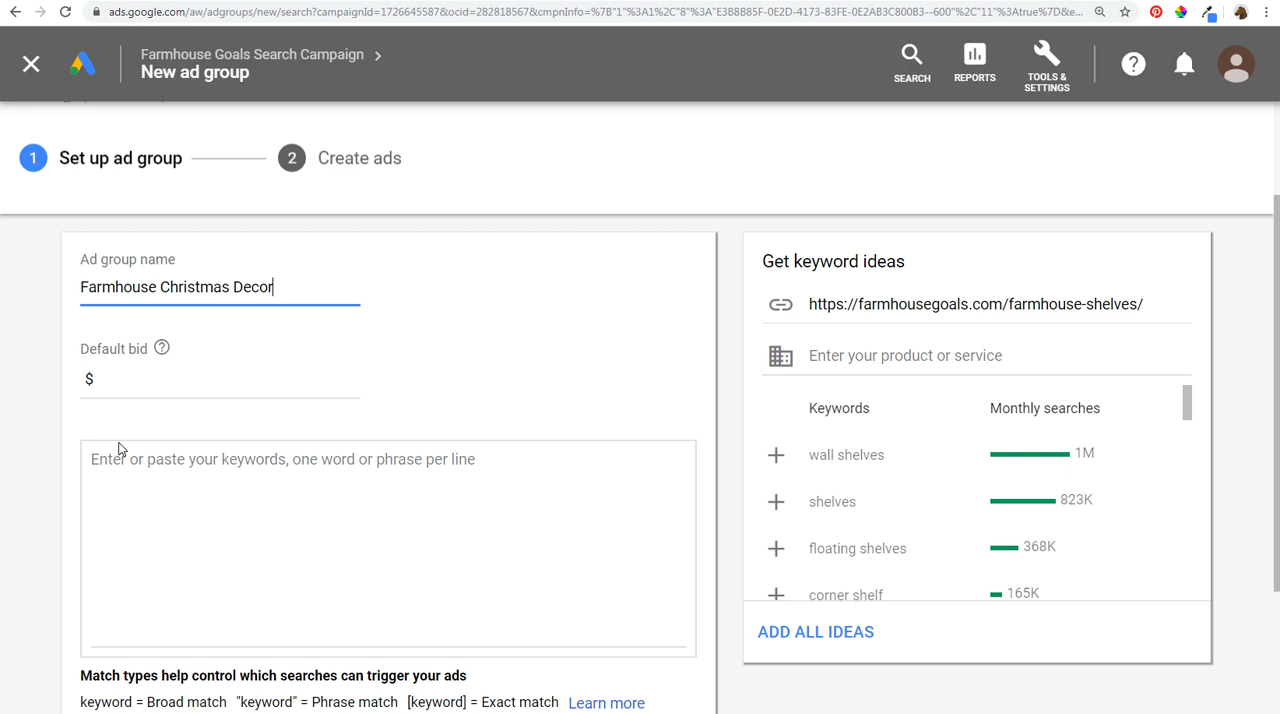 ads.google.com/aw/adgroups/new/search?campaignId=1726645587&ocid=282818567&cmpnInfo=%7B"1"%3A1%2C"8"%3A"E3B8B85F-0E2D-4173-83FE-0E2AB3C800B3--600"%2C"11"%3Atrue%7D&e...
Farmhouse Goals Search Campaign
New ad group
SEARCH
REPORTS
TOOLS &
SETTINGS
1 Set up ad group
2 Create ads
Ad group name
Farmhouse Christmas Decor
Default bid
$
Enter or paste your keywords, one word or phrase per line
Match types help control which searches can trigger your ads
keyword = Broad match "keyword" = Phrase match [keyword] = Exact match Learn more
Get keyword ideas
https://farmhousegoals.com/farmhouse-shelves/
Enter your product or service
Keywords Monthly searches
wall shelves 1M
shelves 823K
floating shelves 368K
corner shelf 165K
ADD ALL IDEAS